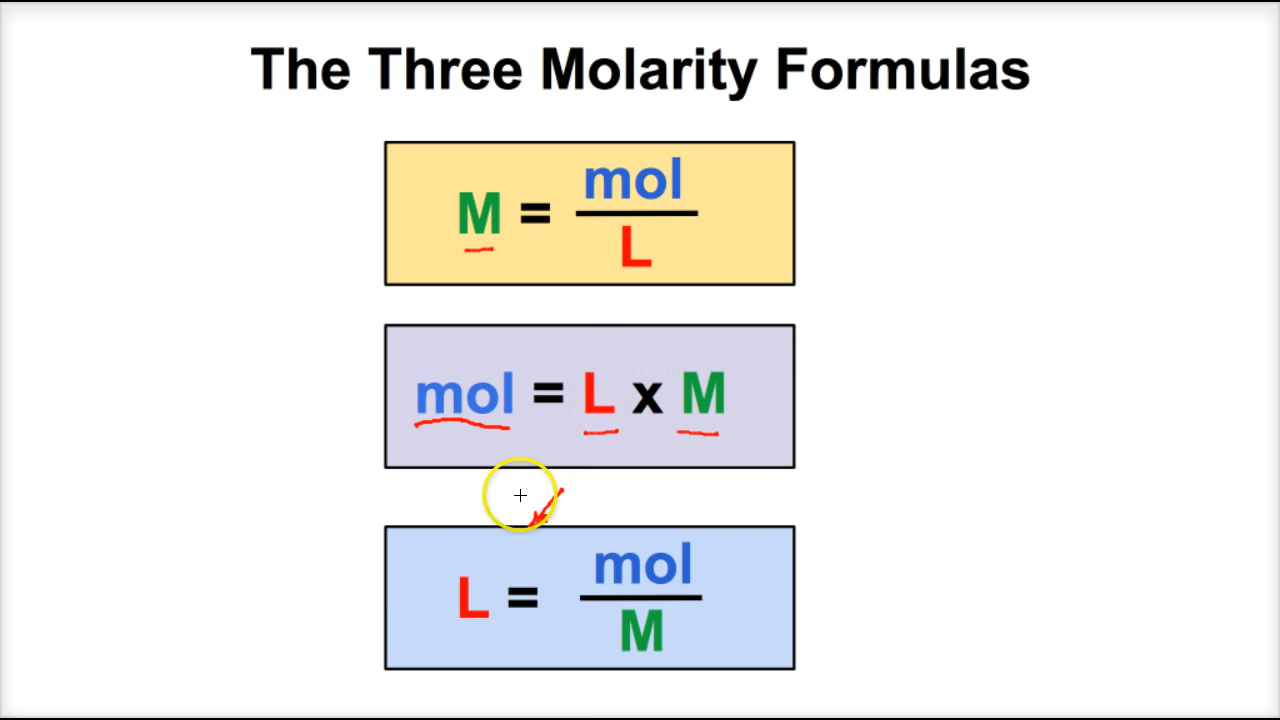 The Three Molarity Formulas
M = mol / L
mol = L x M
L = mol / M